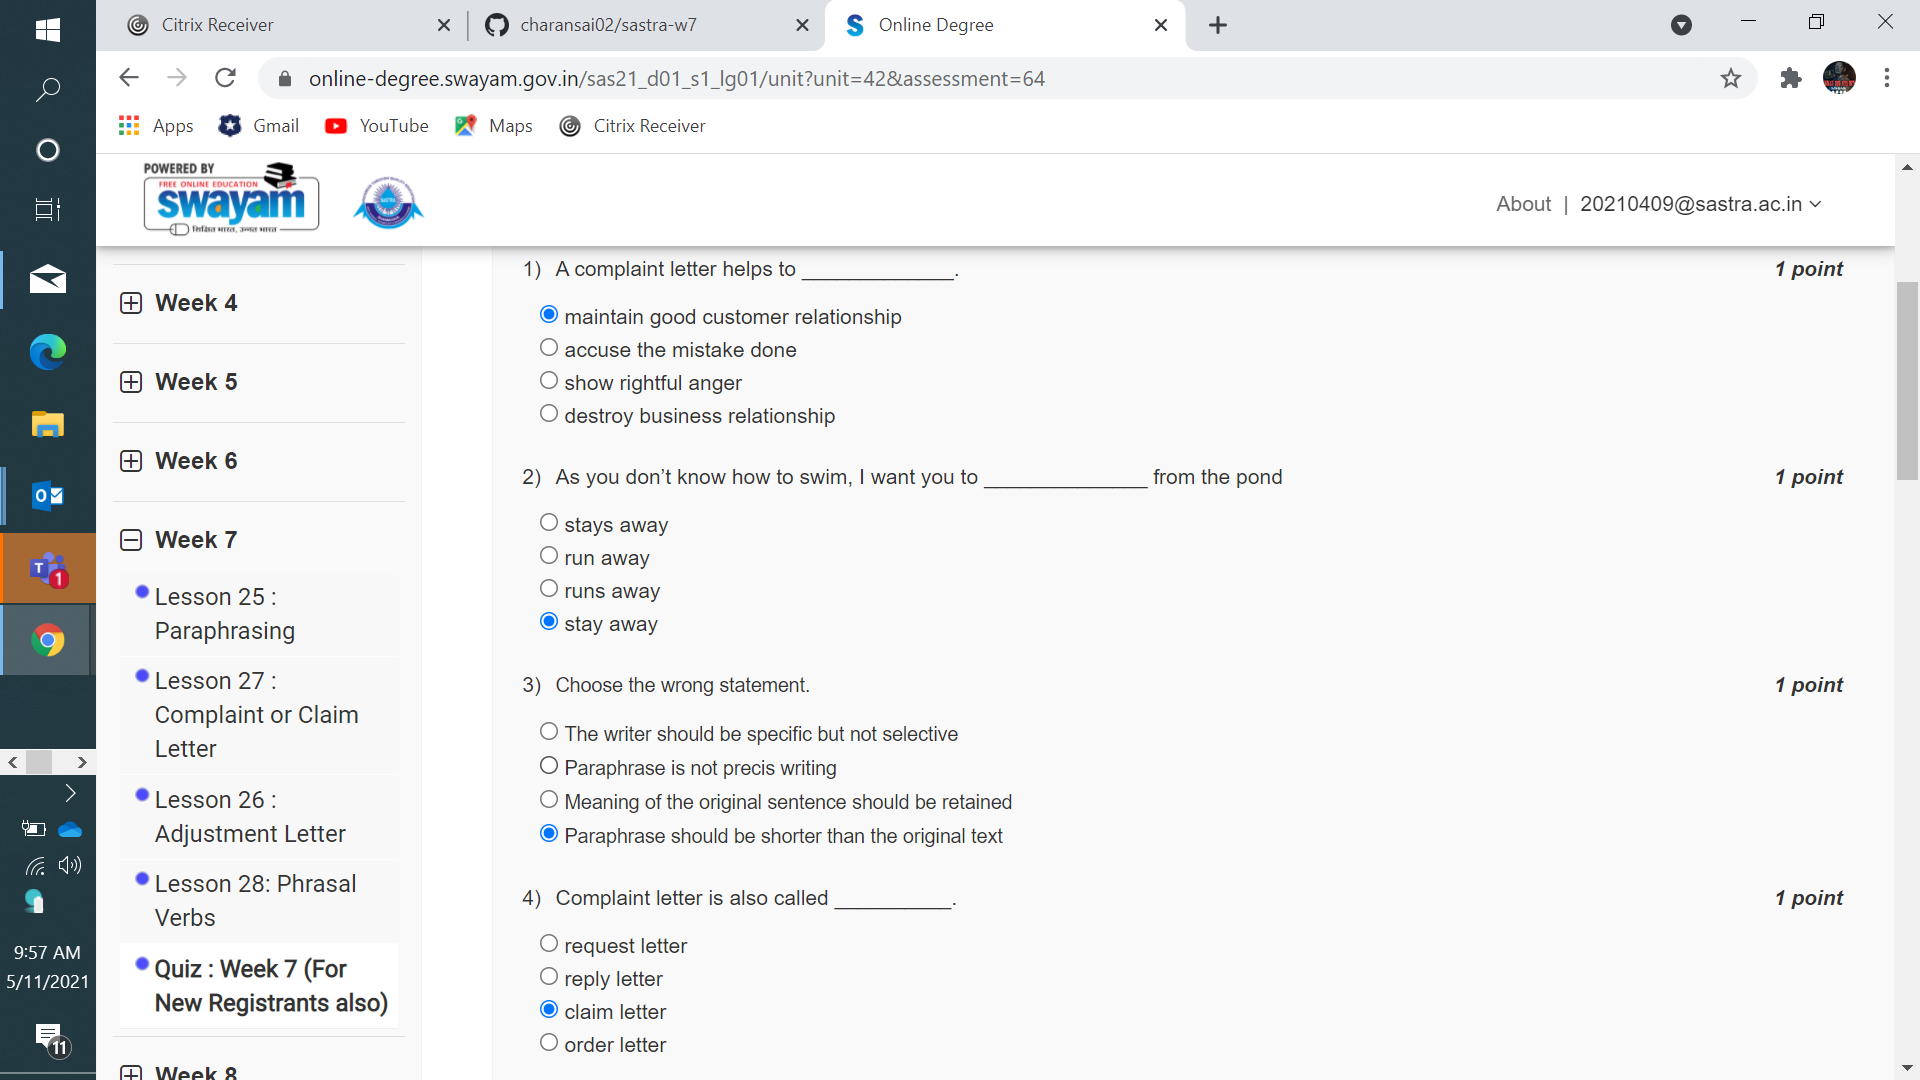 Citrix Receiver
charansai02/sastra-w7
Online Degree
online-degree.swayam.gov.in/sas21_d01_s1_lg01/unit?unit=42&assessment=64
Apps
Gmail
YouTube
Maps
Citrix Receiver
POWERED BY
FREE ONLINE EDUCATION
swayam
शिक्षित भारत, उन्नत भारत
About | 20210409@sastra.ac.in
Week 4
Week 5
Week 6
Week 7
Lesson 25 :
Paraphrasing
Lesson 27 :
Complaint or Claim
Letter
Lesson 26 :
Adjustment Letter
Lesson 28: Phrasal
Verbs
Quiz : Week 7 (For
New Registrants also)
Week 8
1) A complaint letter helps to ______________. 1 point
maintain good customer relationship
accuse the mistake done
show rightful anger
destroy business relationship
2) As you don’t know how to swim, I want you to _______________ from the pond 1 point
stays away
run away
runs away
stay away
3) Choose the wrong statement. 1 point
The writer should be specific but not selective
Paraphrase is not precis writing
Meaning of the original sentence should be retained
Paraphrase should be shorter than the original text
4) Complaint letter is also called ___________. 1 point
request letter
reply letter
claim letter
order letter
T
1
9:57 AM
5/11/2021
11